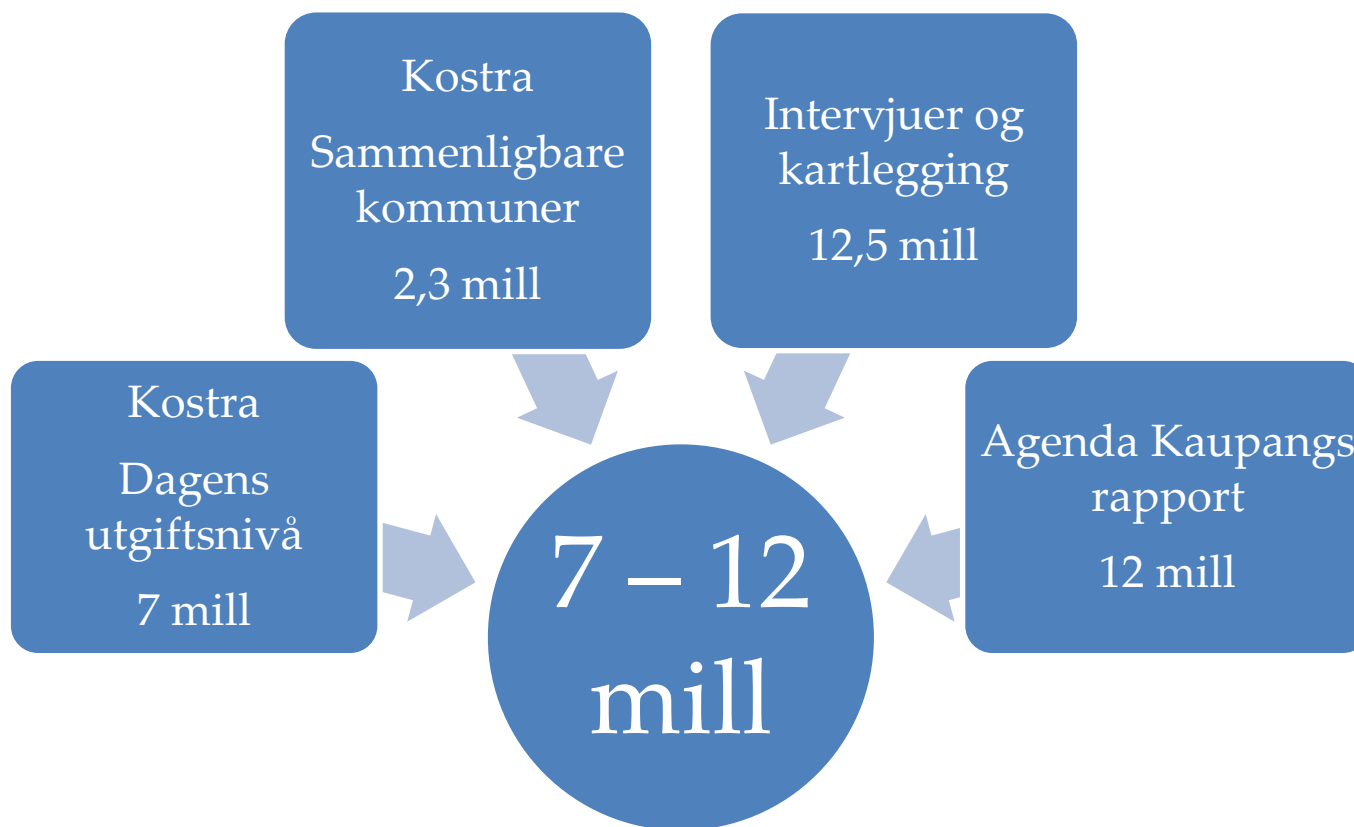 Kostra
Sammenligbare
kommuner
2,3 mill
Intervjuer og
kartlegging
12,5 mill
Kostra
Dagens
utgiftsnivå
7 mill
Agenda Kaupangs
rapport
12 mill
7 – 12
mill